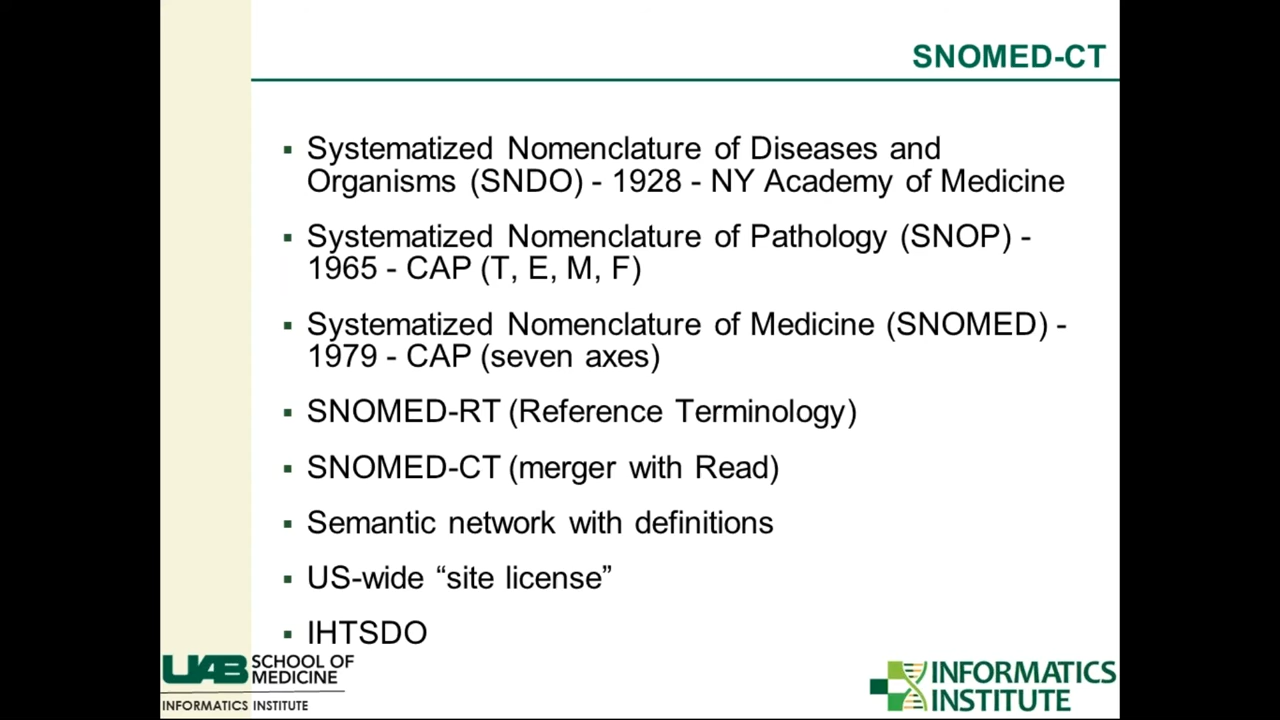 SNOMED-CT
▪ Systematized Nomenclature of Diseases and
Organisms (SNDO) - 1928 - NY Academy of Medicine
▪ Systematized Nomenclature of Pathology (SNOP) -
1965 - CAP (T, E, M, F)
▪ Systematized Nomenclature of Medicine (SNOMED) -
1979 - CAP (seven axes)
▪ SNOMED-RT (Reference Terminology)
▪ SNOMED-CT (merger with Read)
▪ Semantic network with definitions
▪ US-wide “site license”
▪ IHTSDO
UAB SCHOOL OF
MEDICINE
INFORMATICS INSTITUTE
INFORMATICS
INSTITUTE